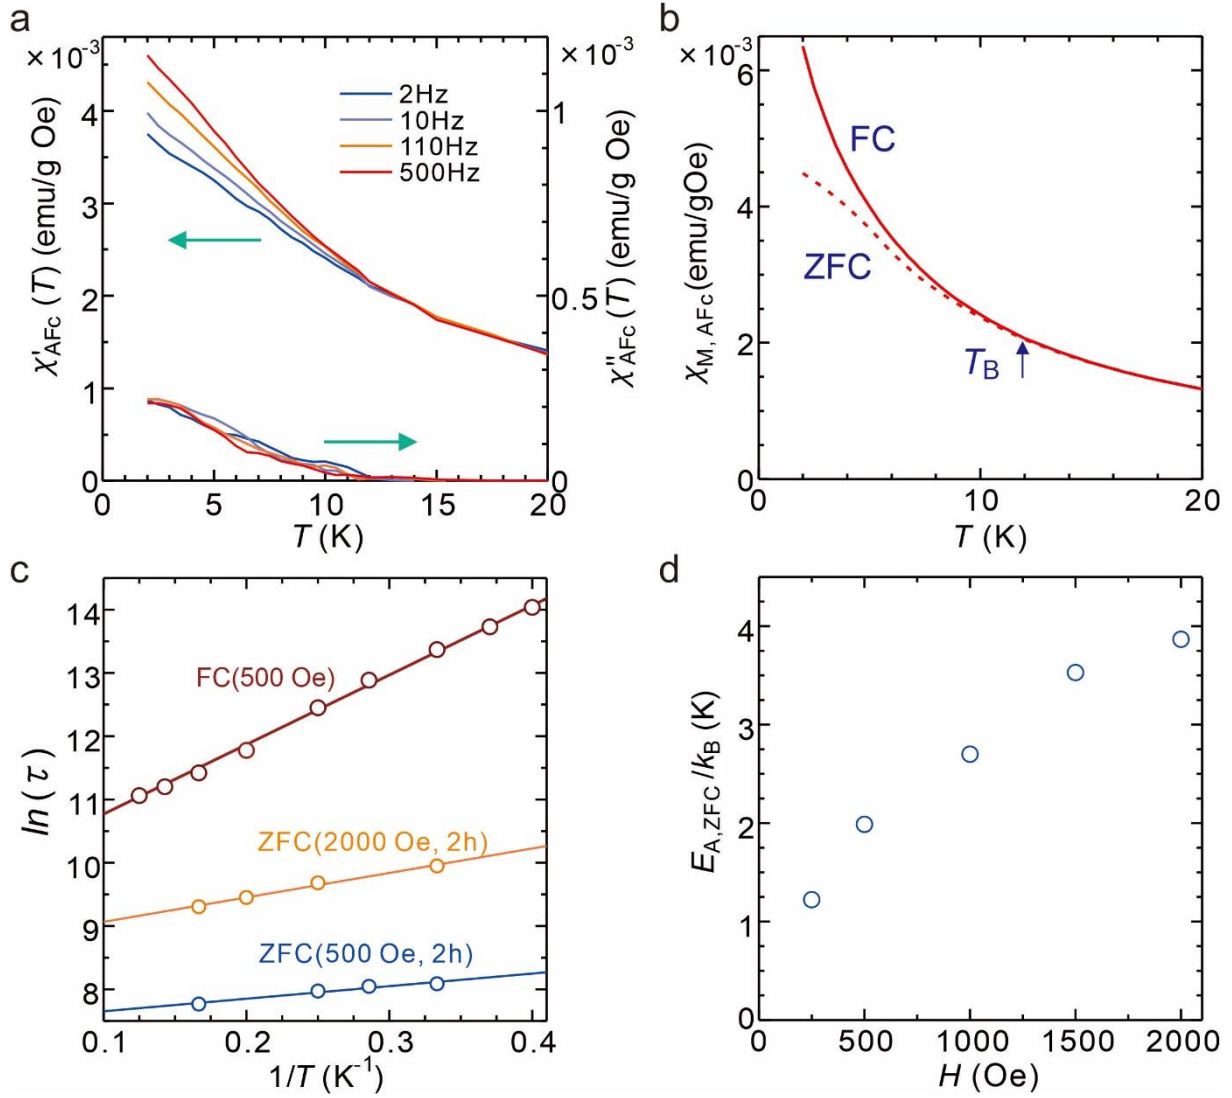 a
× 10⁻³
× 10⁻³
4
3
2
1
0
χ'AFc (T) (emu/g Oe)
2Hz
10Hz
110Hz
500Hz
1
0.5
0
χ"AFc (T) (emu/g Oe)
0 5 10 15 20
T (K)
b
× 10⁻³
6
4
2
0
χM, AFc (emu/gOe)
FC
ZFC
TB
0 10 20
T (K)
c
14
13
12
11
10
9
8
ln (τ)
FC(500 Oe)
ZFC(2000 Oe, 2h)
ZFC(500 Oe, 2h)
0.1 0.2 0.3 0.4
1/T (K⁻¹)
d
4
3
2
1
0
EA,ZFC /kB (K)
0 500 1000 1500 2000
H (Oe)